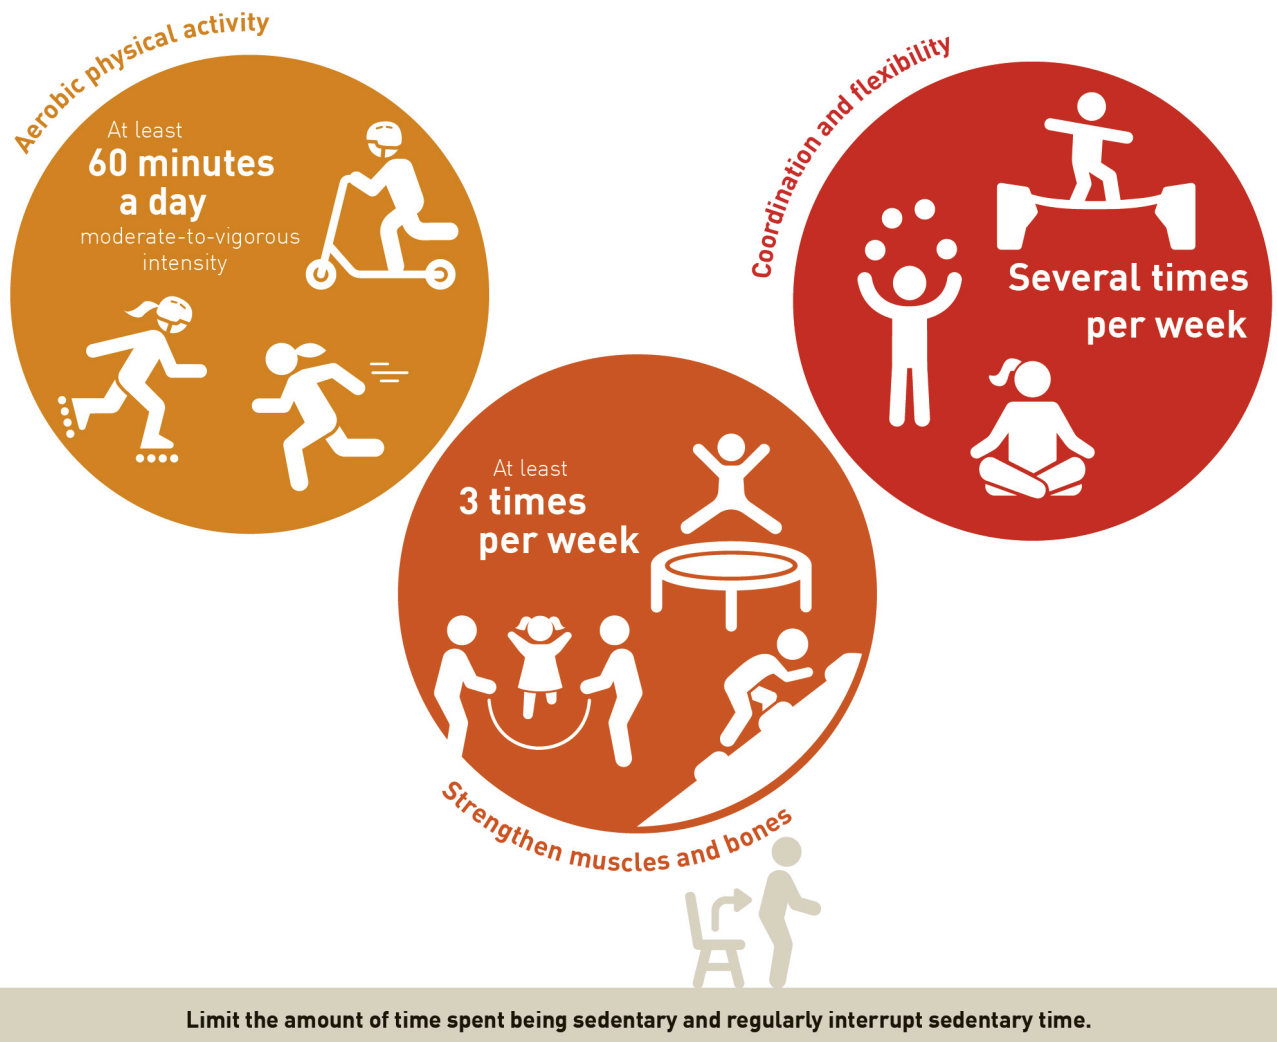 Aerobic physical activity
At least
60 minutes
a day
moderate-to-vigorous
intensity
Coordination and flexibility
Several times
per week
At least
3 times
per week
Strengthen muscles and bones
Limit the amount of time spent being sedentary and regularly interrupt sedentary time.